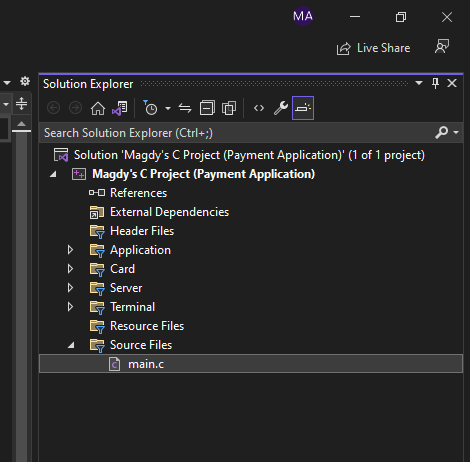 MA
Live Share
Solution Explorer
Search Solution Explorer (Ctrl+;)
Solution 'Magdy's C Project (Payment Application)' (1 of 1 project)
Magdy's C Project (Payment Application)
References
External Dependencies
Header Files
Application
Card
Server
Terminal
Resource Files
Source Files
main.c